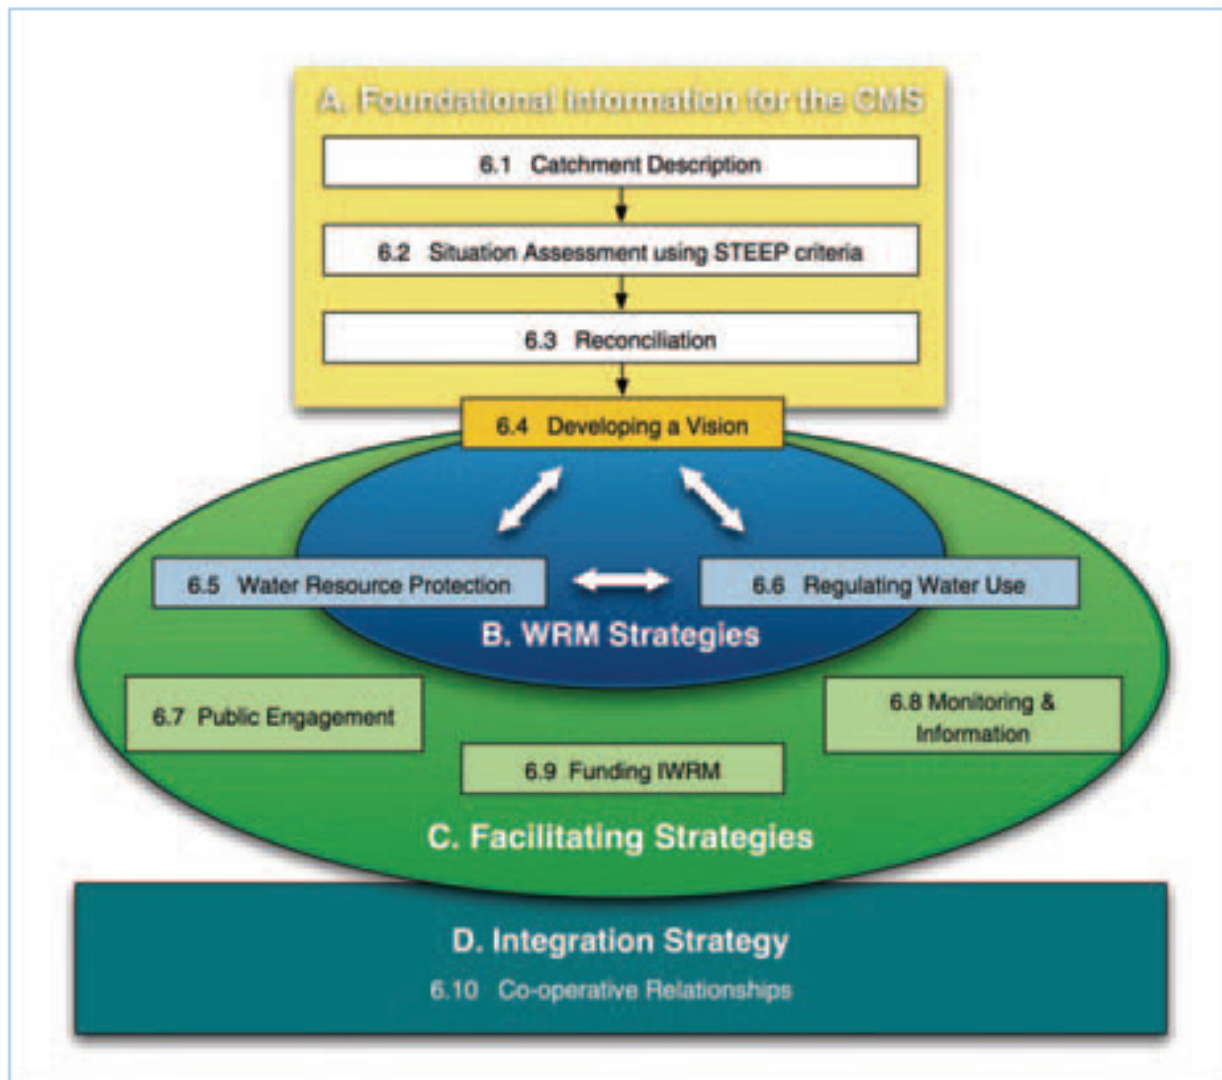 A. Foundational Information for the CMS
6.1 Catchment Description
6.2 Situation Assessment using STEEP criteria
6.3 Reconciliation
6.4 Developing a Vision
6.5 Water Resource Protection
6.6 Regulating Water Use
B. WRM Strategies
6.7 Public Engagement
6.8 Monitoring &
Information
6.9 Funding IWRM
C. Facilitating Strategies
D. Integration Strategy
6.10 Co-operative Relationships